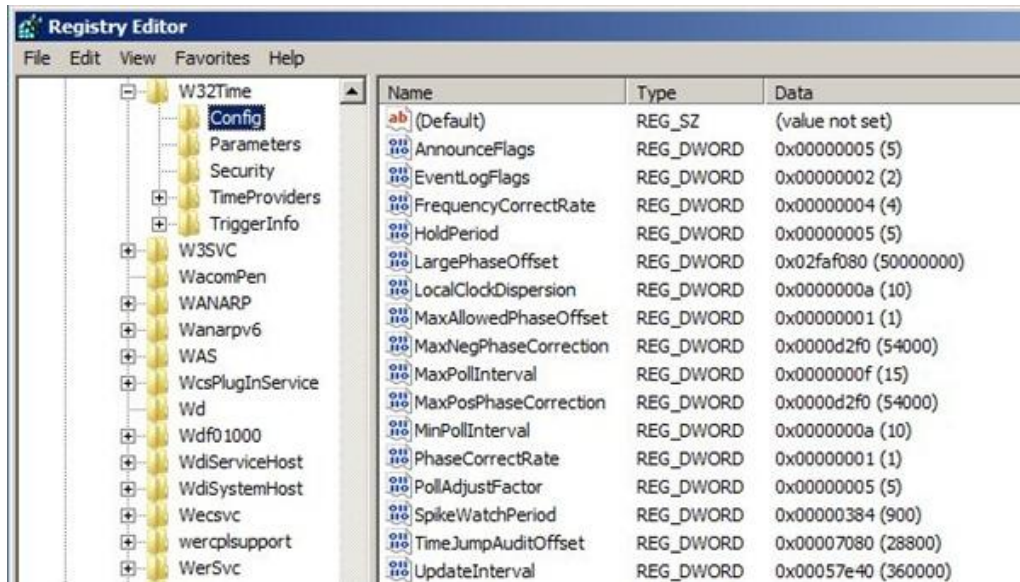 Registry Editor
File Edit View Favorites Help
W32Time
Config
Parameters
Security
TimeProviders
TriggerInfo
W3SVC
WacomPen
WANARP
Wanarpv6
WAS
WcsPlugInService
Wd
Wdf01000
WdiServiceHost
WdiSystemHost
Wecsvc
wercplsupport
WerSvc
Name Type Data
ab (Default) REG_SZ (value not set)
AnnounceFlags REG_DWORD 0x00000005 (5)
EventLogFlags REG_DWORD 0x00000002 (2)
FrequencyCorrectRate REG_DWORD 0x00000004 (4)
HoldPeriod REG_DWORD 0x00000005 (5)
LargePhaseOffset REG_DWORD 0x02faf080 (50000000)
LocalClockDispersion REG_DWORD 0x0000000a (10)
MaxAllowedPhaseOffset REG_DWORD 0x00000001 (1)
MaxNegPhaseCorrection REG_DWORD 0x0000d2f0 (54000)
MaxPollInterval REG_DWORD 0x0000000f (15)
MaxPosPhaseCorrection REG_DWORD 0x0000d2f0 (54000)
MinPollInterval REG_DWORD 0x0000000a (10)
PhaseCorrectRate REG_DWORD 0x00000001 (1)
PollAdjustFactor REG_DWORD 0x00000005 (5)
SpikeWatchPeriod REG_DWORD 0x00000384 (900)
TimeJumpAuditOffset REG_DWORD 0x00007080 (28800)
UpdateInterval REG_DWORD 0x00057e40 (360000)